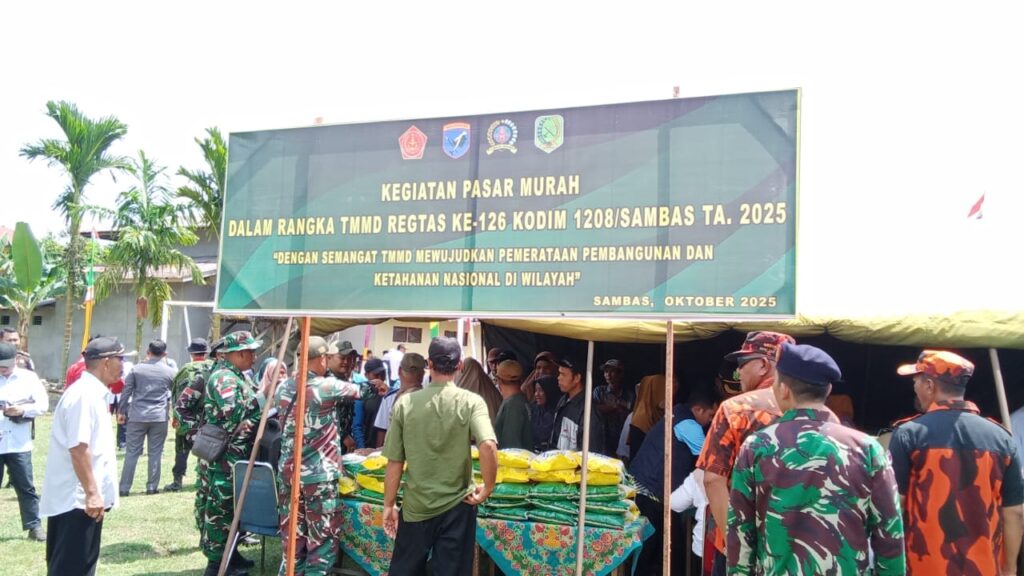 KEGIATAN PASAR MURAH
DALAM RANGKA TMMD REGTAS KE-126 KODIM 1208/SAMBAS TA. 2025
"DENGAN SEMANGAT TMMD MEWUJUDKAN PEMERATAAN PEMBANGUNAN DAN
KETAHANAN NASIONAL DI WILAYAH"
SAMBAS, OKTOBER 2025